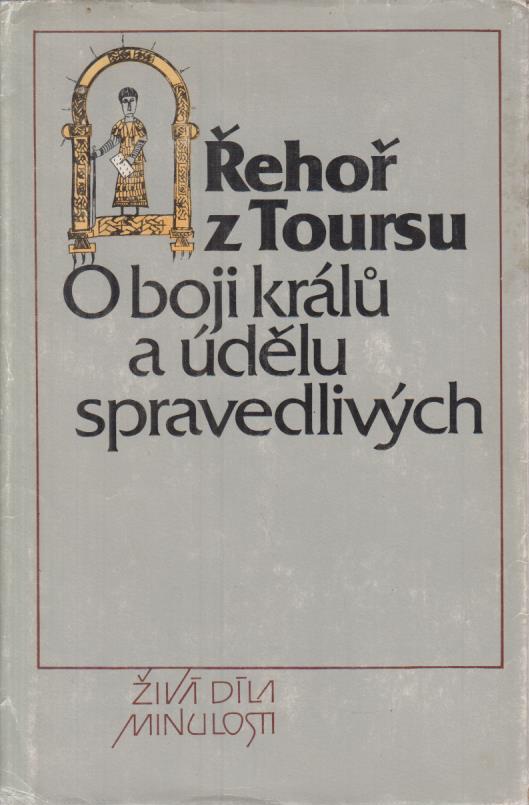 Řehoř
z Toursu
O boji králů
a údělu
spravedlivých
ŽIVÁ DÍLA
MINULOSTI